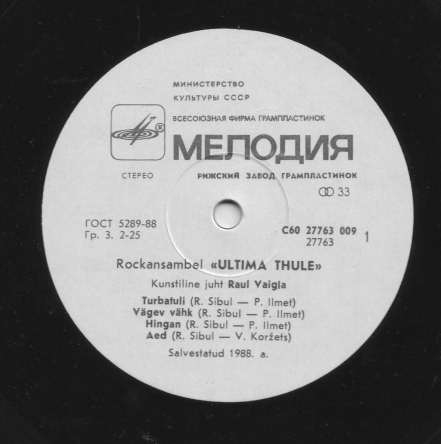 МИНИСТЕРСТВО
КУЛЬТУРЫ СССР
ВСЕСОЮЗНАЯ ФИРМА ГРАМПЛАСТИНОК
МЕЛОДИЯ
СТЕРЕО
РИЖСКИЙ ЗАВОД ГРАМПЛАСТИНОК
33
ГОСТ 5289-88
Гр. 3. 2-25
С60 27763 009
27763
1
Rockansambel «ULTIMA THULE»
Kunstiline juht Raul Vaigla
Turbatuli (R. Sibul — P. Ilmet)
Vägev vähk (R. Sibul — P. Ilmet)
Hingan (R. Sibul — P. Ilmet)
Aed (R. Sibul — V. Koržets)
Salvestatud 1988. a.